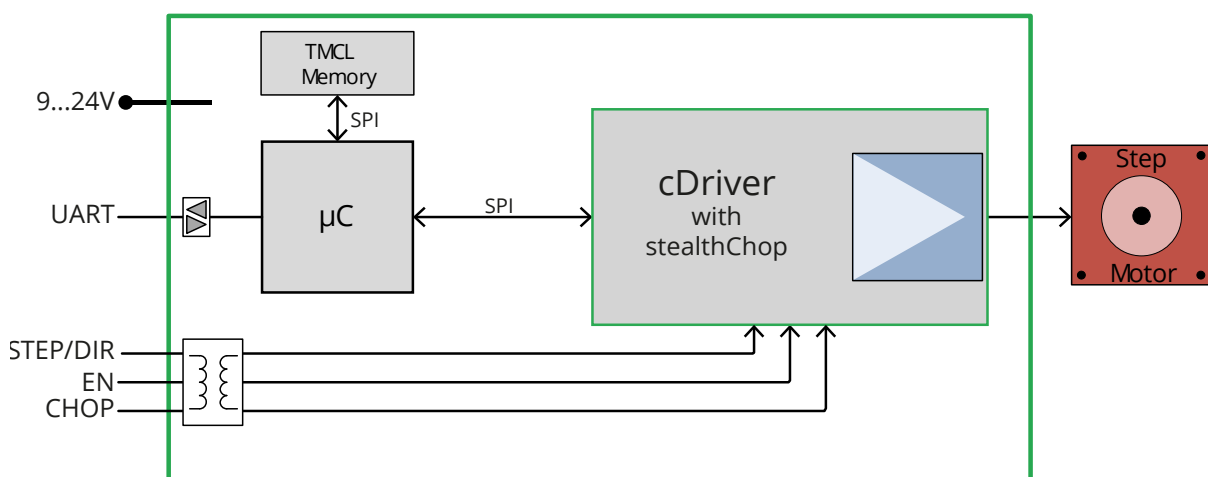 TMCL
Memory
9...24V
SPI
UART
µC
SPI
cDriver
with
stealthChop
Step
Motor
STEP/DIR
EN
CHOP